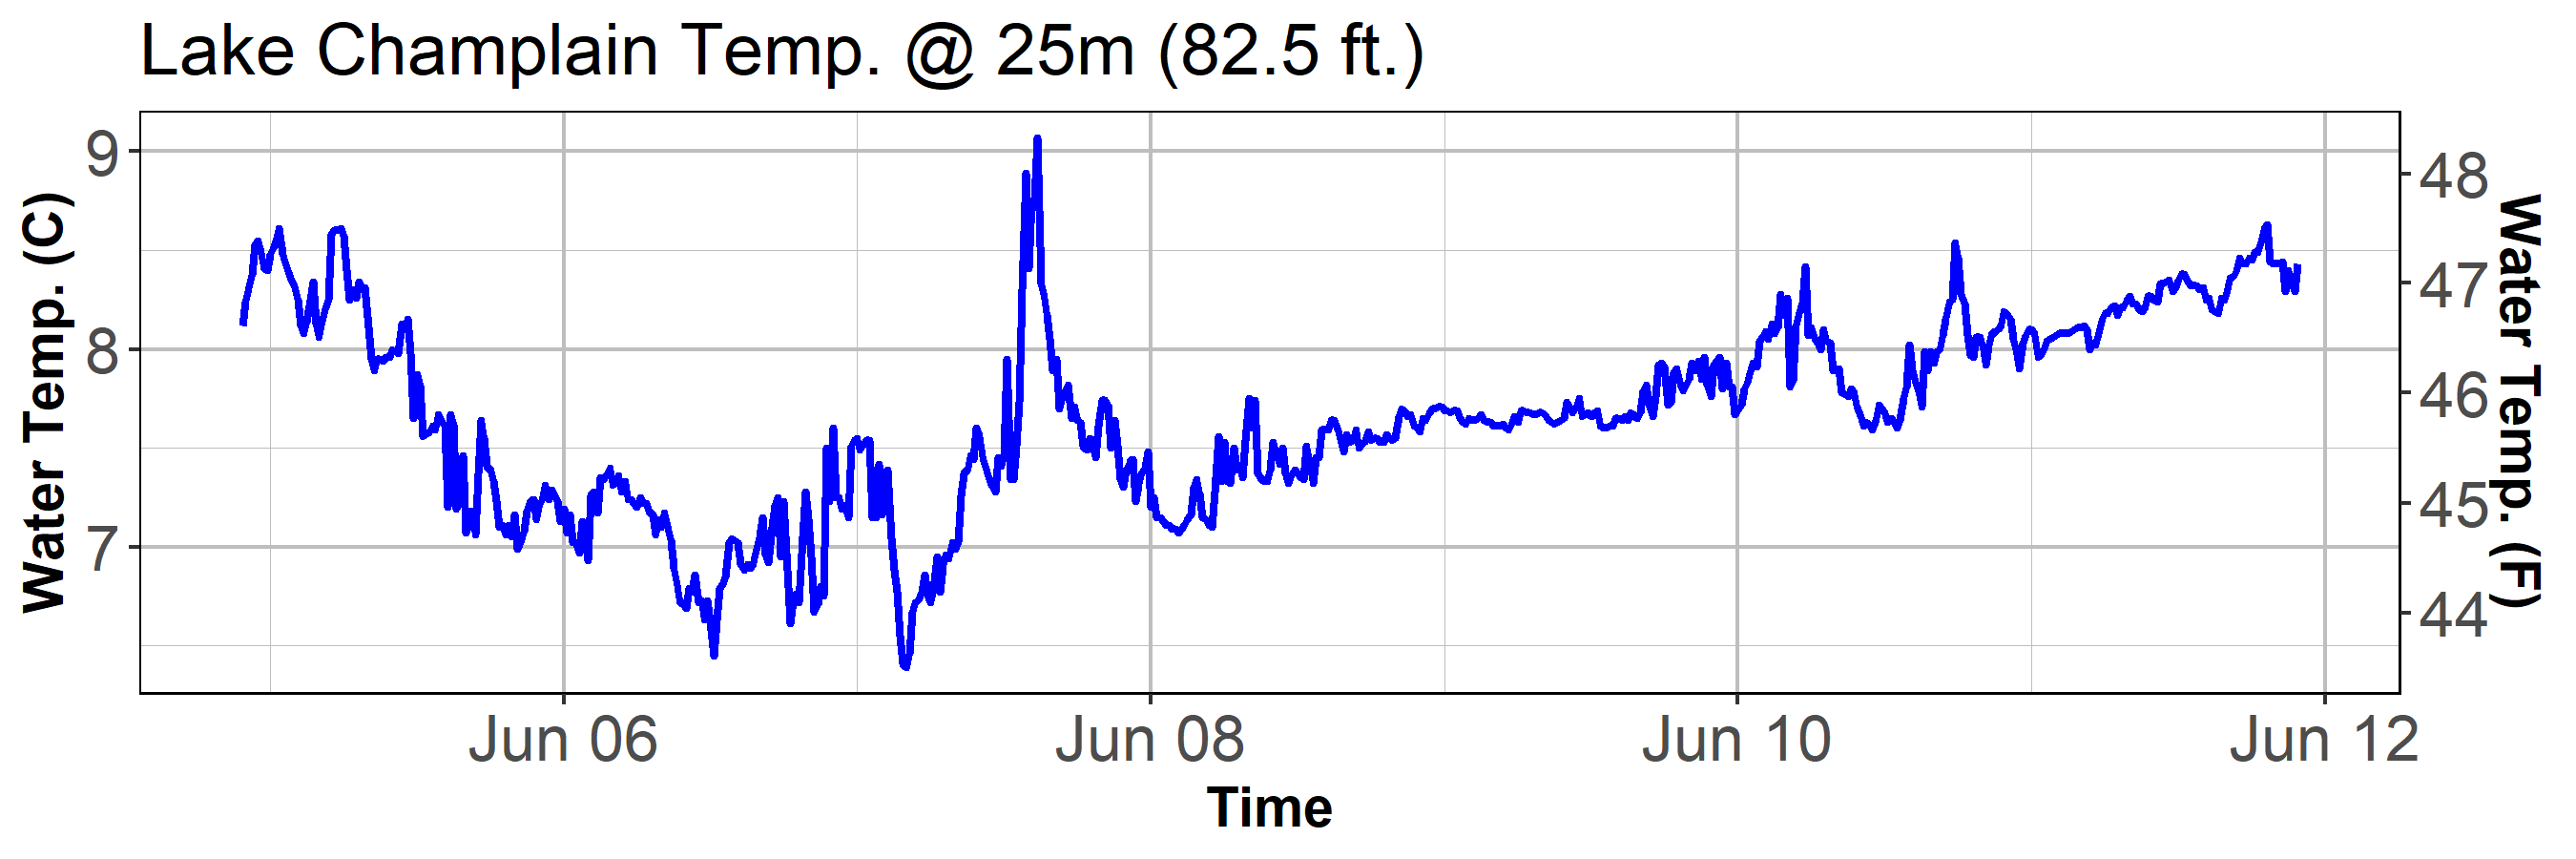 Lake Champlain Temp. @ 25m (82.5 ft.)
Water Temp. (C)
9
8
7
48
47
46
45
44
Water Temp. (F)
Jun 06 Jun 08 Jun 10 Jun 12
Time